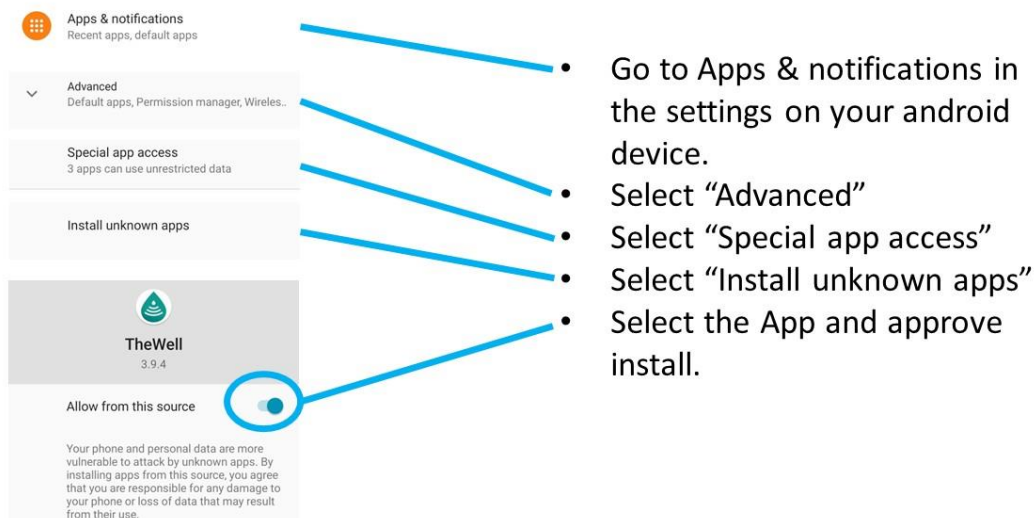 Apps & notifications
Recent apps, default apps
Advanced
Default apps, Permission manager, Wireles..
Special app access
3 apps can use unrestricted data
Install unknown apps
TheWell
3.9.4
Allow from this source
Your phone and personal data are more
vulnerable to attack by unknown apps. By
installing apps from this source, you agree
that you are responsible for any damage to
your phone or loss of data that may result
from their use.
• Go to Apps & notifications in
the settings on your android
device.
• Select “Advanced”
• Select “Special app access”
• Select “Install unknown apps”
• Select the App and approve
install.